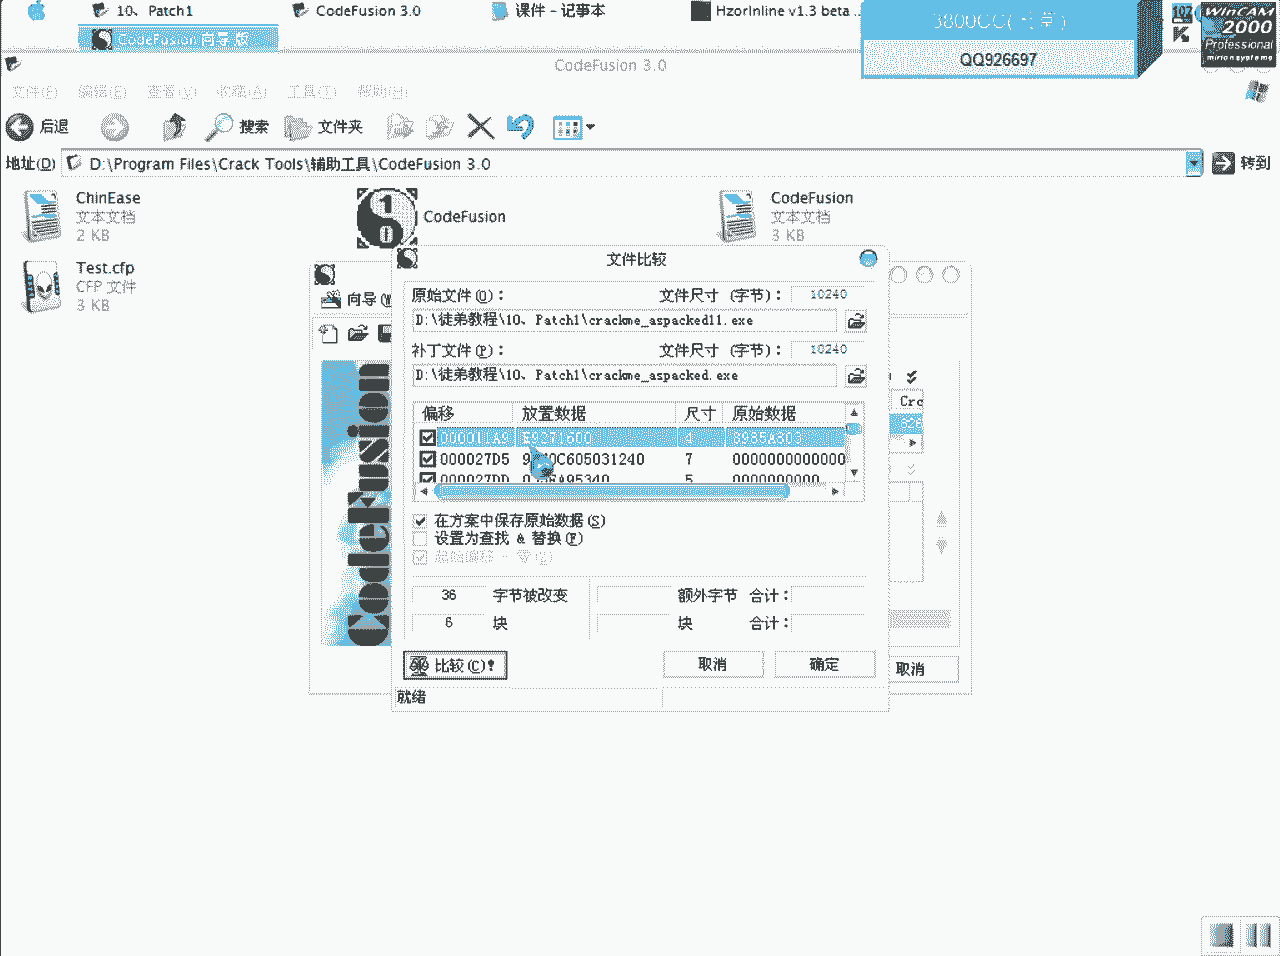 10、Patch1
CodeFusion 3.0
课件 - 记事本
HzorInline v1.3 beta ...
CodeFusion 向导 版
3800CC(
QQ926697
WinCAM
2000
Professional
mirionsystems
CodeFusion 3.0
文件(F) 编辑(E) 查看(V) 收藏(A) 工具(T) 帮助(H)
后退 搜索 文件夹
地址(D) D:\Program Files\Crack Tools\辅助工具\CodeFusion 3.0 转到
ChinEase
文本文档
2 KB
CodeFusion
CodeFusion
文本文档
3 KB
Test.cfp
CFP 文件
3 KB
向导(W
文件比较
原始文件(O)： 文件尺寸 (字节)： 10240
D:\徒弟教程\10、Patch1\crackme_aspacked11.exe
补丁文件(P)： 文件尺寸 (字节)： 10240
D:\徒弟教程\10、Patch1\crackme_aspacked.exe
偏移 放置数据 尺寸 原始数据
000011A9 E9271600 4 8985A803
000027D5 0C605031240 7 0000000000000
000027DD A95340 5 0000000000
Crc
在方案中保存原始数据(S)
设置为查找 & 替换(F)
36 字节被改变 额外字节 合计：
6 块 块 合计：
比较(C)! 取消 确定
取消
就绪